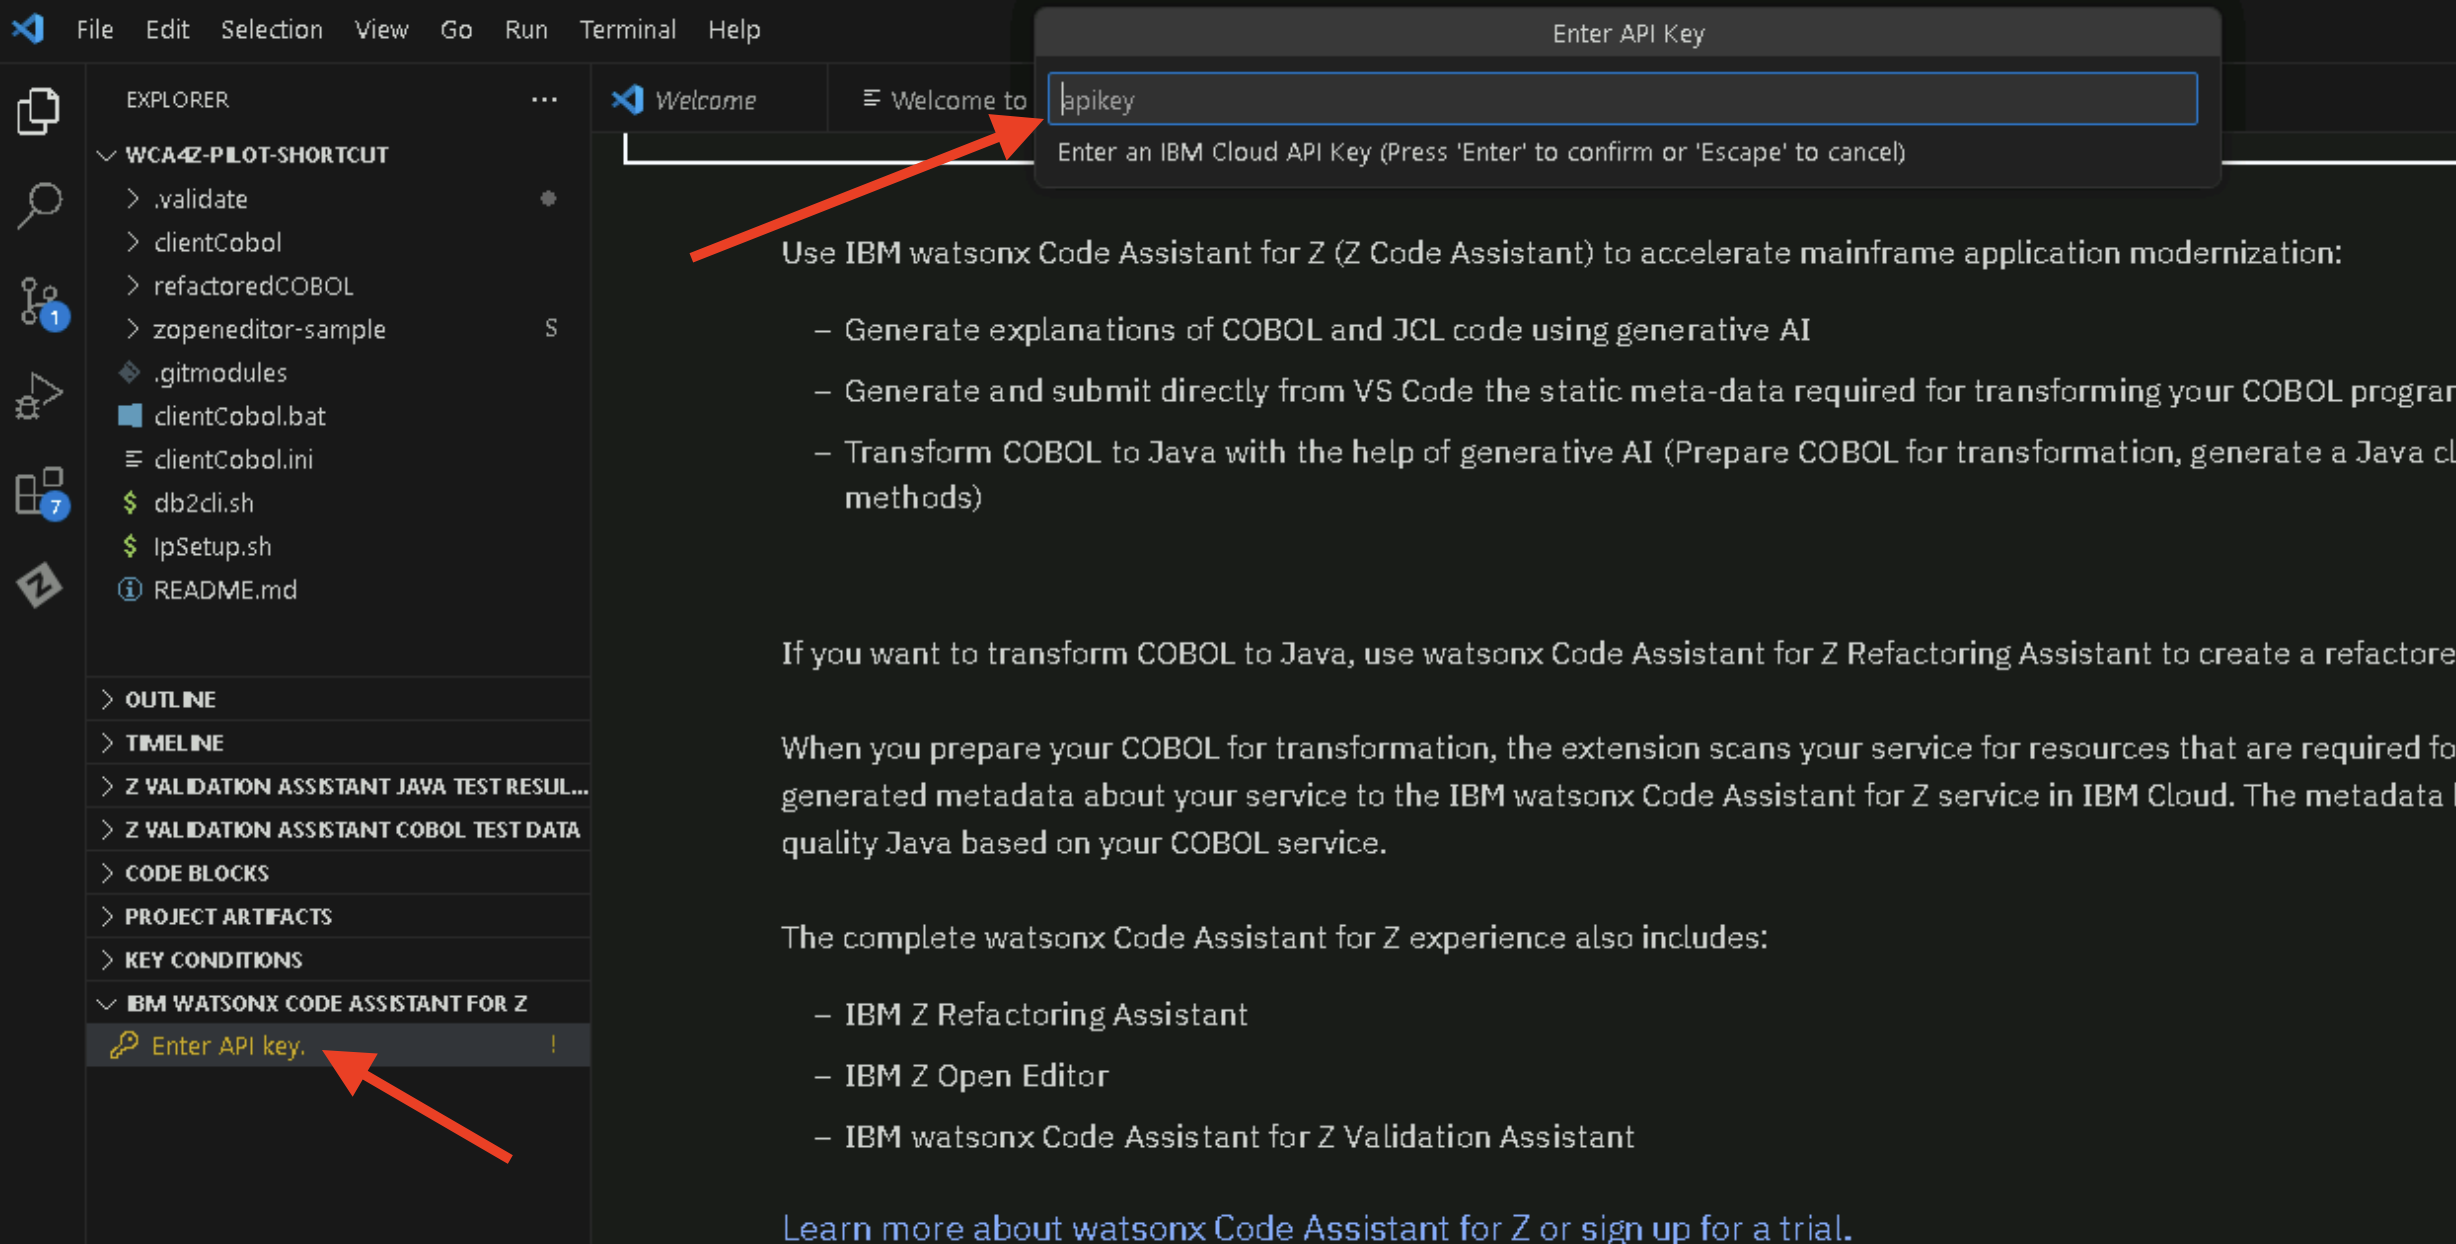 File Edit Selection View Go Run Terminal Help
Enter API Key
apikey
Enter an IBM Cloud API Key (Press 'Enter' to confirm or 'Escape' to cancel)
EXPLORER ...
Welcome
Welcome to
WCA4Z-PILOT-SHORTCUT
.validate
clientCobol
refactoredCOBOL
zopeneditor-sample S
.gitmodules
clientCobol.bat
clientCobol.ini
db2cli.sh
IpSetup.sh
README.md
1
7
Z
OUTLINE
TIMELINE
Z VALIDATION ASSISTANT JAVA TEST RESUL...
Z VALIDATION ASSISTANT COBOL TEST DATA
CODE BLOCKS
PROJECT ARTIFACTS
KEY CONDITIONS
IBM WATSONX CODE ASSISTANT FOR Z
Enter API key. !
Use IBM watsonx Code Assistant for Z (Z Code Assistant) to accelerate mainframe application modernization:
– Generate explanations of COBOL and JCL code using generative AI
– Generate and submit directly from VS Code the static meta-data required for transforming your COBOL progra
– Transform COBOL to Java with the help of generative AI (Prepare COBOL for transformation, generate a Java cl
methods)
If you want to transform COBOL to Java, use watsonx Code Assistant for Z Refactoring Assistant to create a refactore
When you prepare your COBOL for transformation, the extension scans your service for resources that are required fo
generated metadata about your service to the IBM watsonx Code Assistant for Z service in IBM Cloud. The metadata
quality Java based on your COBOL service.
The complete watsonx Code Assistant for Z experience also includes:
– IBM Z Refactoring Assistant
– IBM Z Open Editor
– IBM watsonx Code Assistant for Z Validation Assistant
Learn more about watsonx Code Assistant for Z or sign up for a trial.